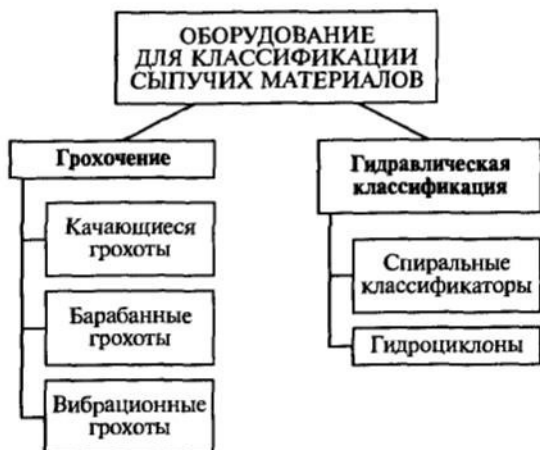 ОБОРУДОВАНИЕ
ДЛЯ КЛАССИФИКАЦИИ
СЫПУЧИХ МАТЕРИАЛОВ
Грохочение
Качающиеся
грохоты
Барабанные
грохоты
Вибрационные
грохоты
Гидравлическая
классификация
Спиральные
классификаторы
Гидроциклоны